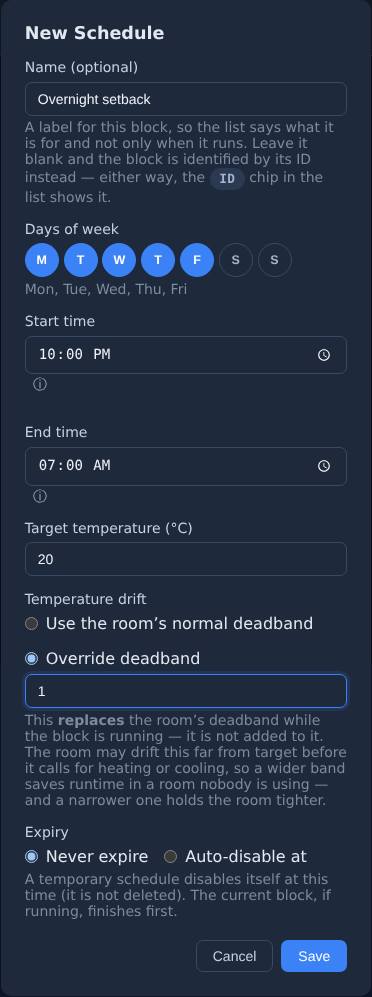 New Schedule
Name (optional)
Overnight setback
A label for this block, so the list says what it
is for and not only when it runs. Leave it
blank and the block is identified by its ID
instead — either way, the ID chip in the
list shows it.
Days of week
M T W T F S S
Mon, Tue, Wed, Thu, Fri
Start time
10:00 PM
ⓘ
End time
07:00 AM
ⓘ
Target temperature (°C)
20
Temperature drift
Use the room’s normal deadband
Override deadband
1
This replaces the room’s deadband while
the block is running — it is not added to it.
The room may drift this far from target before
it calls for heating or cooling, so a wider band
saves runtime in a room nobody is using —
and a narrower one holds the room tighter.
Expiry
Never expire Auto-disable at
A temporary schedule disables itself at this
time (it is not deleted). The current block, if
running, finishes first.
Cancel Save